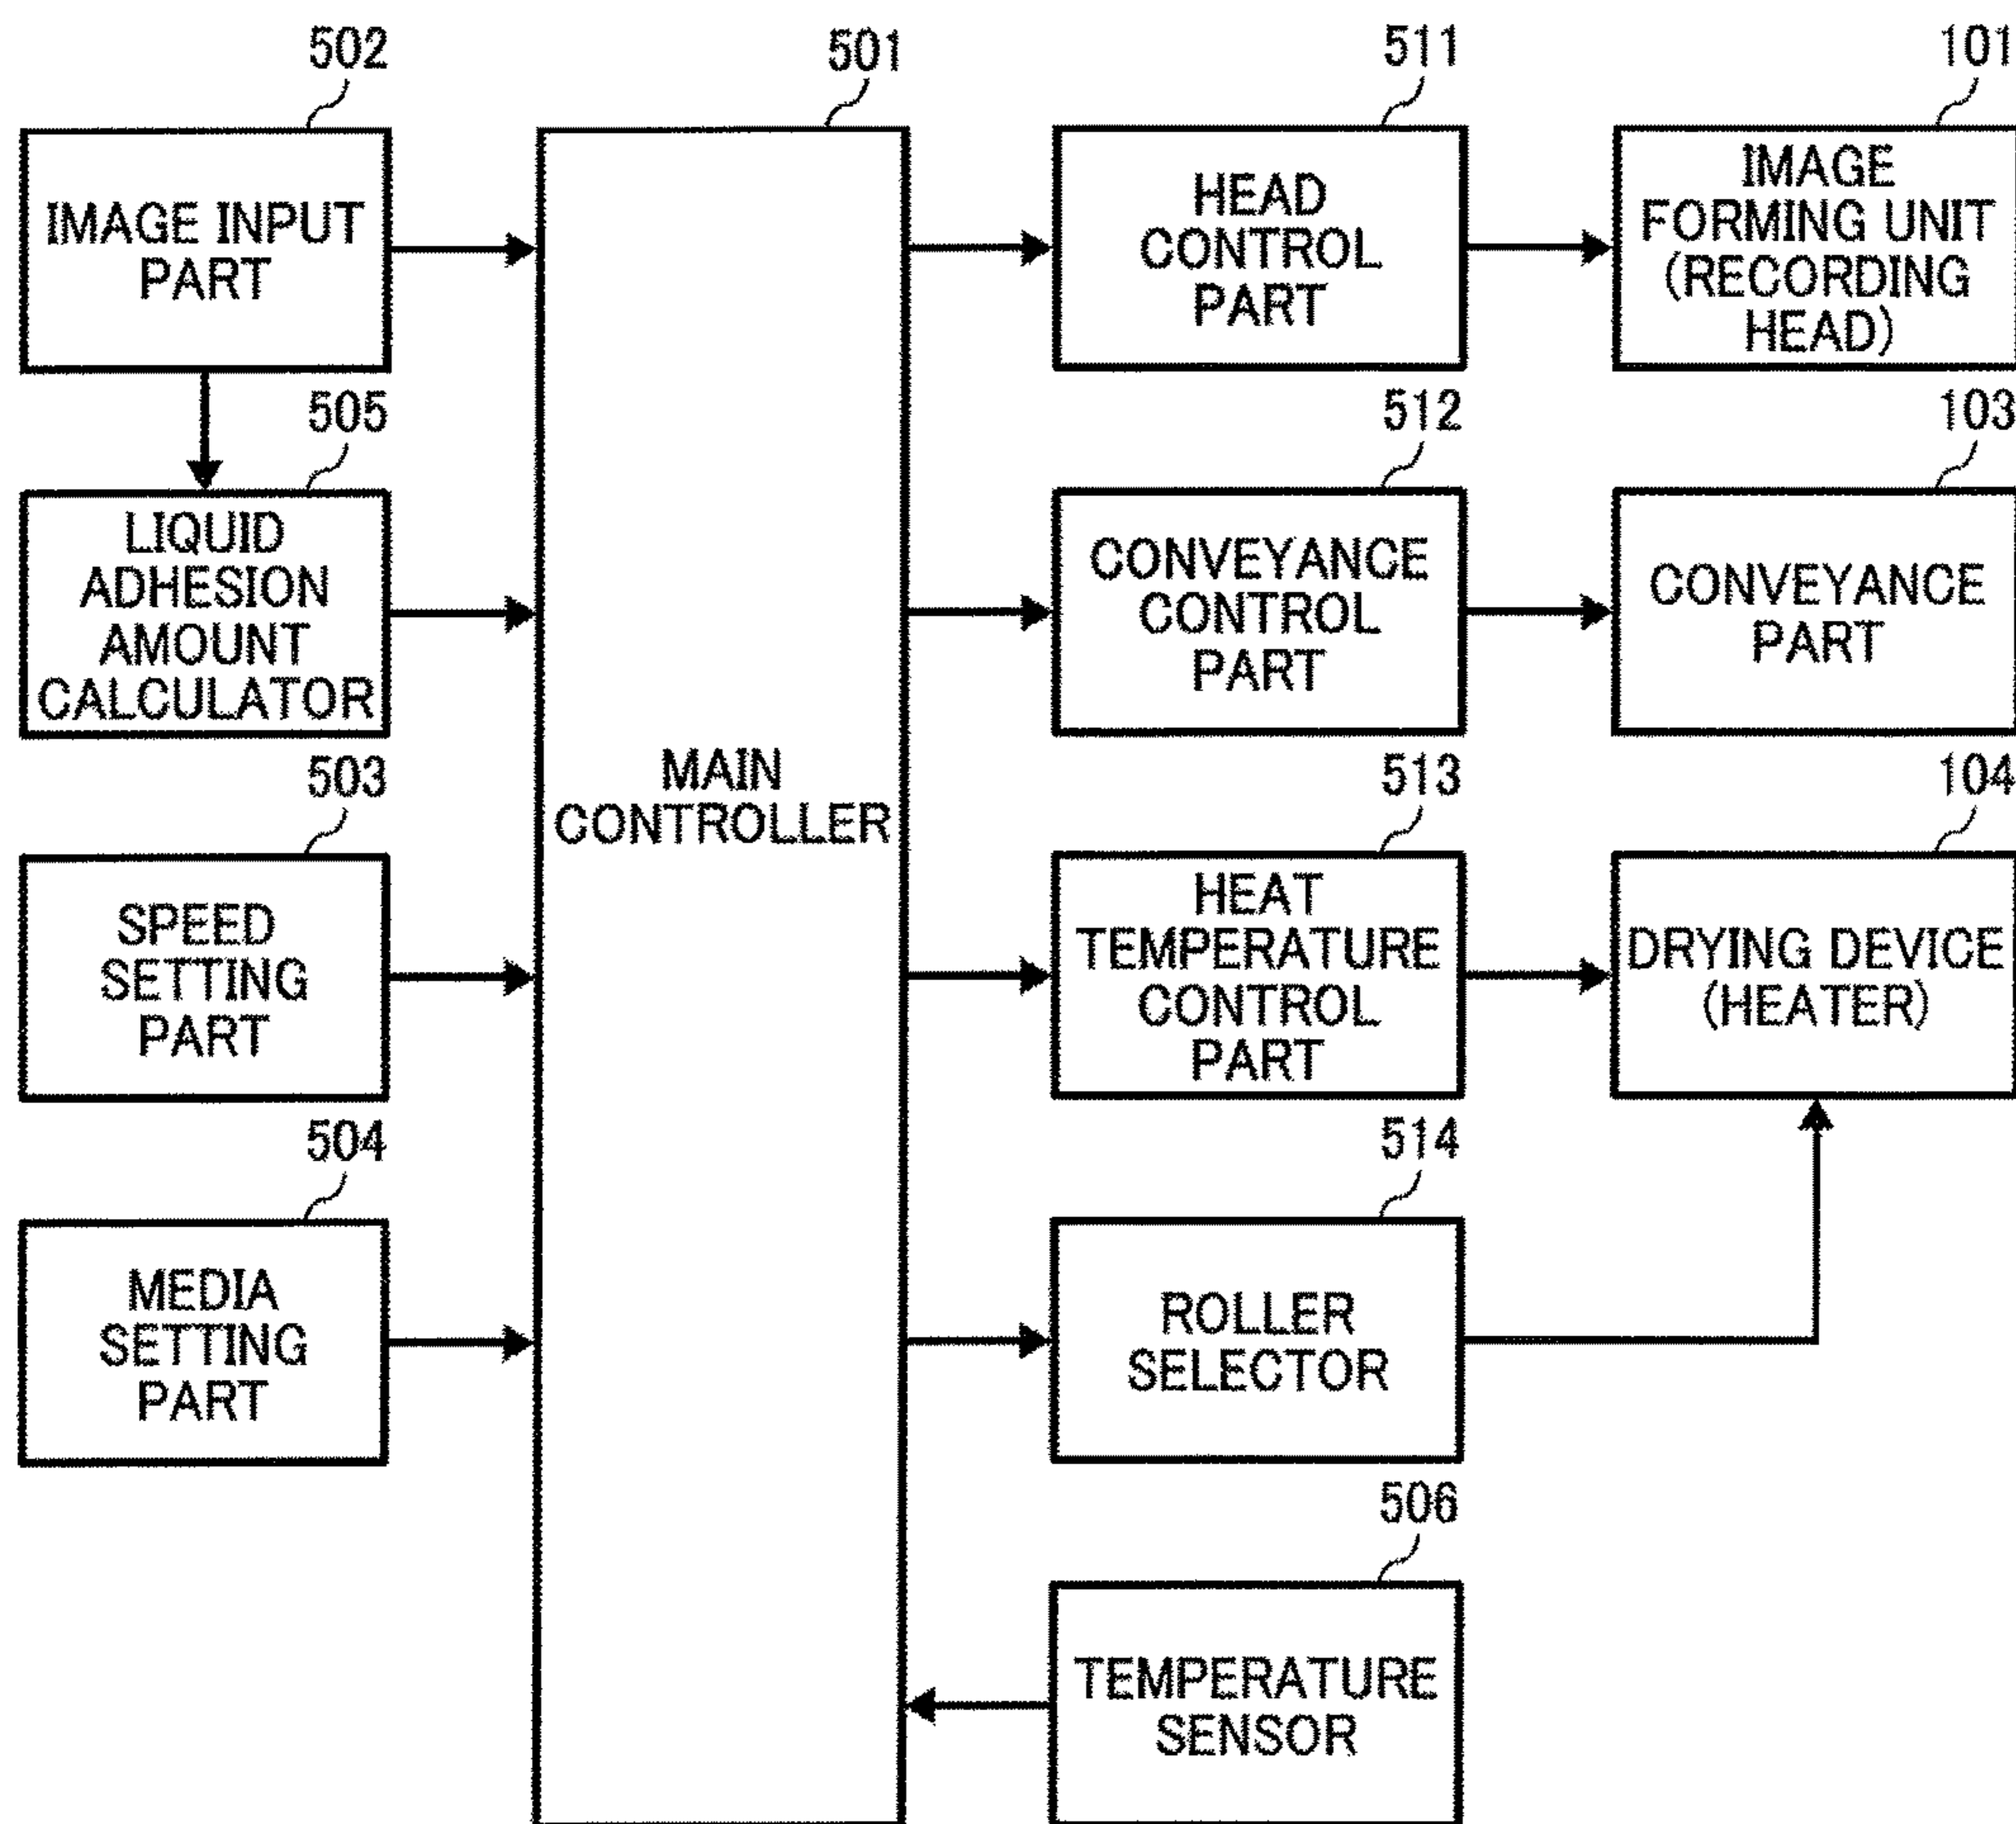 502
501
511
101
IMAGE INPUT
PART
HEAD
CONTROL
PART
IMAGE
FORMING UNIT
(RECORDING
HEAD)
505
512
103
LIQUID
ADHESION
AMOUNT
CALCULATOR
CONVEYANCE
CONTROL
PART
CONVEYANCE
PART
MAIN
CONTROLLER
503
513
104
SPEED
SETTING
PART
HEAT
TEMPERATURE
CONTROL
PART
DRYING DEVICE
(HEATER)
504
514
MEDIA
SETTING
PART
ROLLER
SELECTOR
506
TEMPERATURE
SENSOR